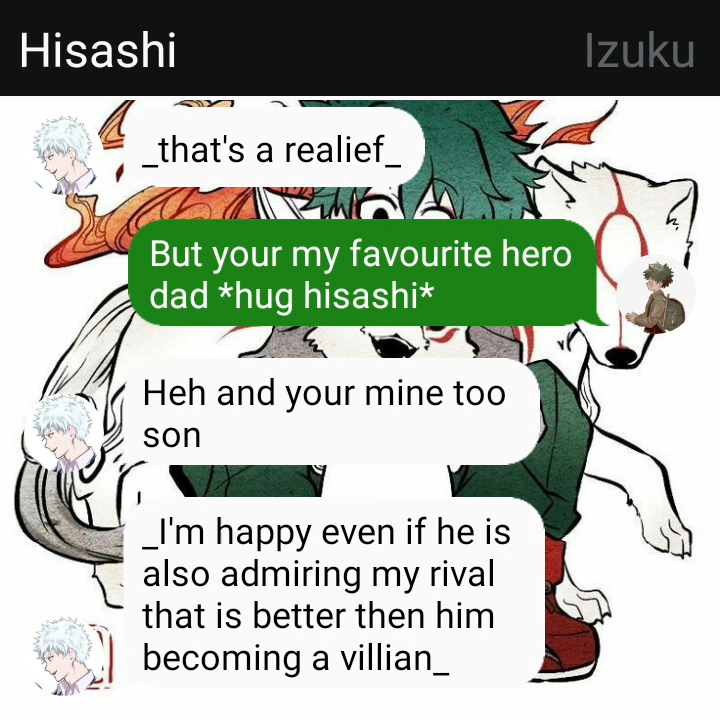 Hisashi
Izuku
_that's a realief_
But your my favourite hero
dad *hug hisashi*
Heh and your mine too
son
_I'm happy even if he is
also admiring my rival
that is better then him
becoming a villian_